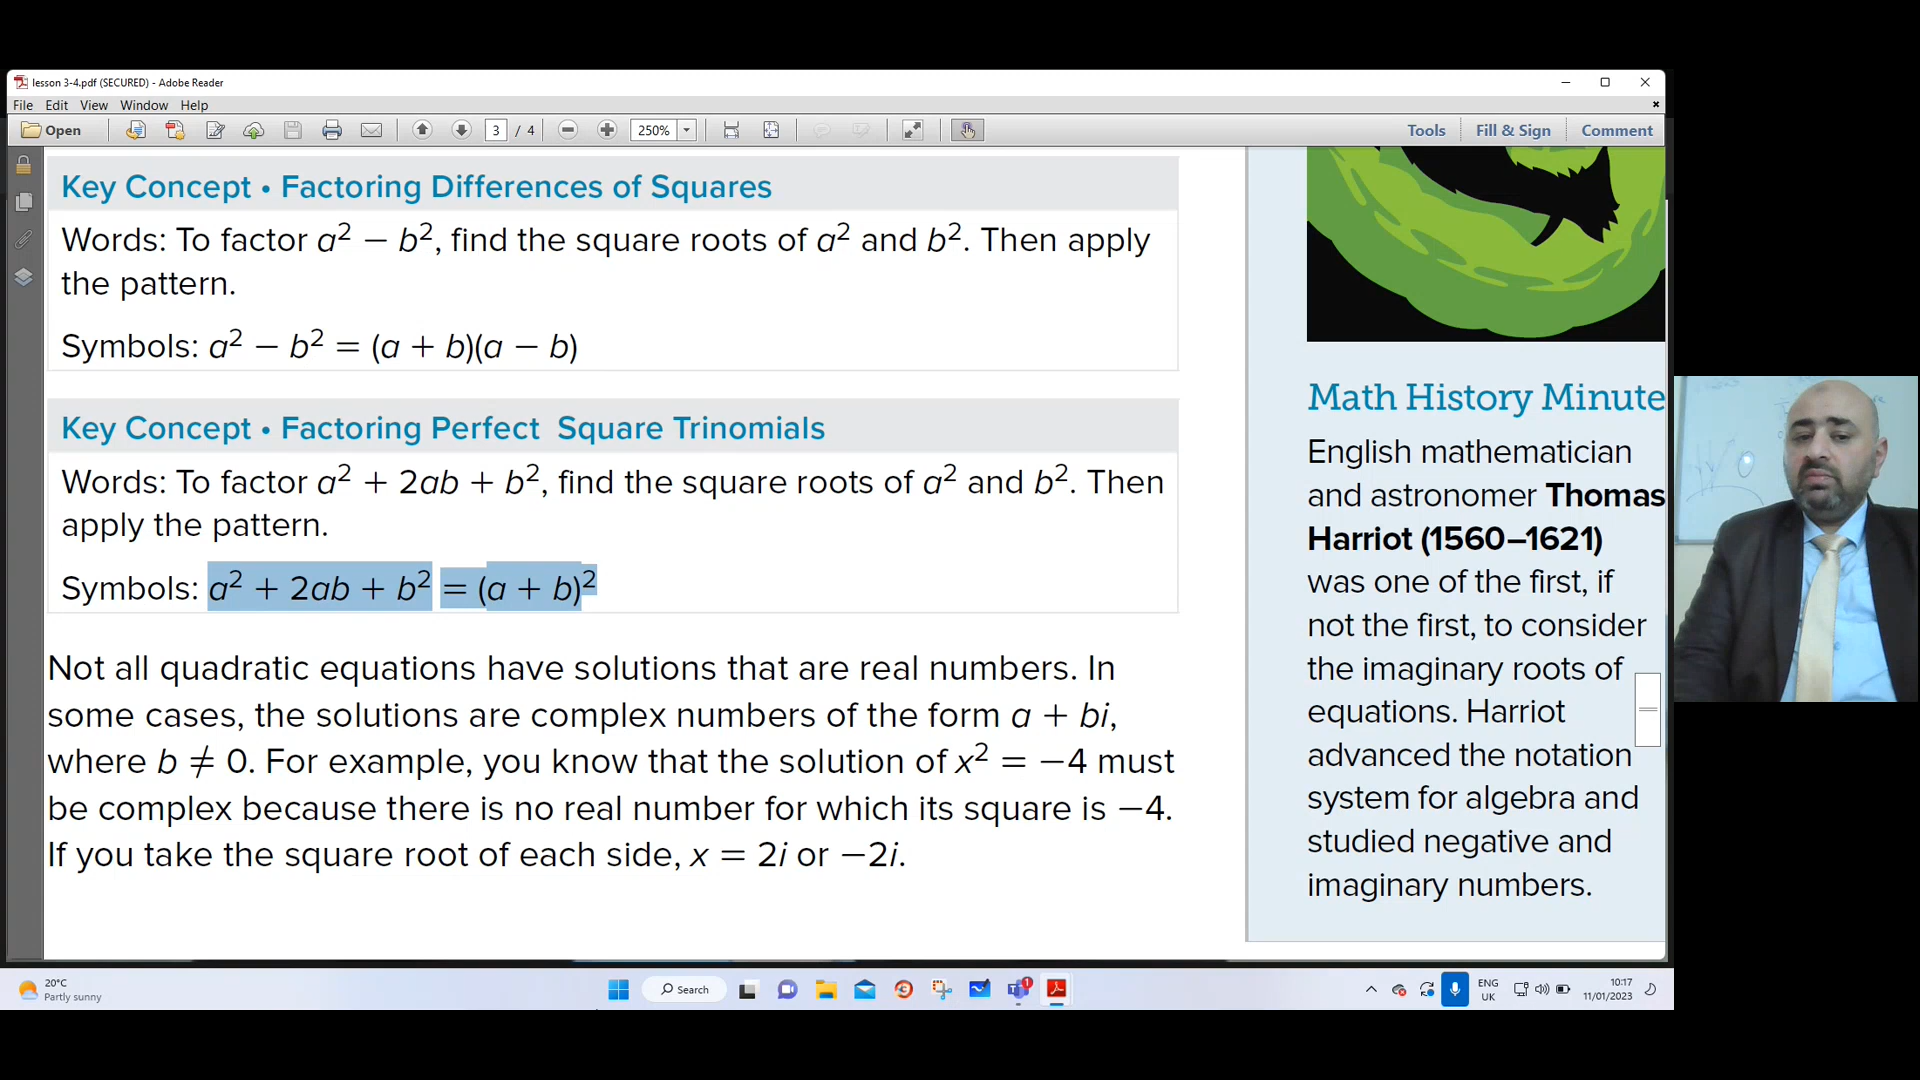 lesson 3-4.pdf (SECURED) - Adobe Reader
File Edit View Window Help
Open 3 / 4 250% Tools Fill & Sign Comment
Key Concept • Factoring Differences of Squares
Words: To factor a² − b², find the square roots of a² and b². Then apply
the pattern.
Symbols: a² − b² = (a + b)(a − b)
Key Concept • Factoring Perfect Square Trinomials
Words: To factor a² + 2ab + b², find the square roots of a² and b². Then
apply the pattern.
Symbols: a² + 2ab + b² = (a + b)²
Not all quadratic equations have solutions that are real numbers. In
some cases, the solutions are complex numbers of the form a + bi,
where b ≠ 0. For example, you know that the solution of x² = −4 must
be complex because there is no real number for which its square is −4.
If you take the square root of each side, x = 2i or −2i.
Math History Minute
English mathematician
and astronomer Thomas
Harriot (1560–1621)
was one of the first, if
not the first, to consider
the imaginary roots of
equations. Harriot
advanced the notation
system for algebra and
studied negative and
imaginary numbers.
20°C
Partly sunny
Search
1
ENG
UK
10:17
11/01/2023